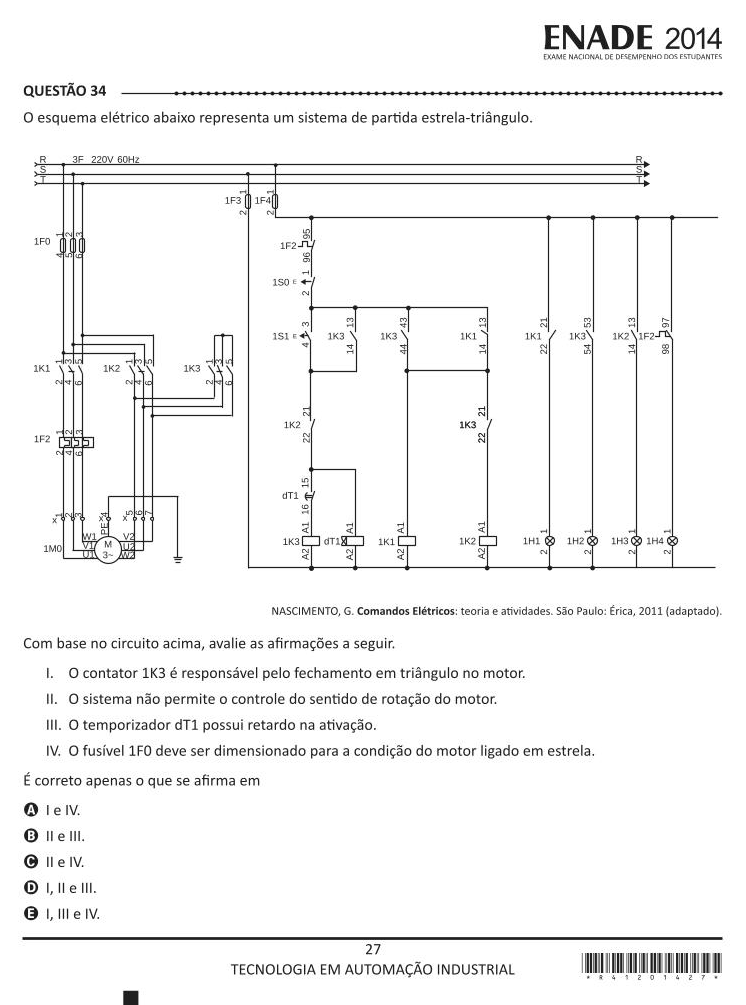 ENADE 2014
EXAME NACIONAL DE DESEMPENHO DOS ESTUDANTES
QUESTÃO 34
O esquema elétrico abaixo representa um sistema de partida estrela-triângulo.
R 3F 220V 60Hz R
S S
T T
1F3 1 2 1F4 1 2
1F0 1 2 3 4 5 6
1F2 95 96
1S0 E 1 2
1S1 E 3 4 1K3 13 14 1K3 43 44 1K1 13 14 1K1 21 22 1K3 53 54 1K2 13 14 1F2 97 98
1K1 1 3 5 2 4 6 1K2 1 3 5 2 4 6 1K3 1 3 5 2 4 6
1K2 21 22 1K3 21 22
1F2 1 2 3 2 4 6
dT1 15 16
X 1 2 3 X 4 X 5 6 7
PE
W1 V2
V1 M U2
U1 3~ W2
1M0
1K3 A1 A2 dT1 A1 A2 1K1 A1 A2 1K2 A1 A2 1H1 1 2 1H2 1 2 1H3 1 2 1H4 1 2
NASCIMENTO, G. Comandos Elétricos: teoria e atividades. São Paulo: Érica, 2011 (adaptado).
Com base no circuito acima, avalie as afirmações a seguir.
I. O contator 1K3 é responsável pelo fechamento em triângulo no motor.
II. O sistema não permite o controle do sentido de rotação do motor.
III. O temporizador dT1 possui retardo na ativação.
IV. O fusível 1F0 deve ser dimensionado para a condição do motor ligado em estrela.
É correto apenas o que se afirma em
A I e IV.
B II e III.
C II e IV.
D I, II e III.
E I, III e IV.
27
TECNOLOGIA EM AUTOMAÇÃO INDUSTRIAL
* R 4 1 2 0 1 4 2 7 *